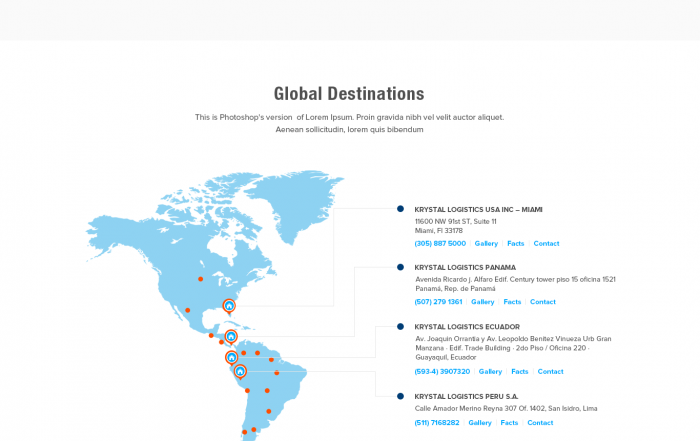 Global Destinations
This is Photoshop's version of Lorem Ipsum. Proin gravida nibh vel velit auctor aliquet.
Aenean sollicitudin, lorem quis bibendum
KRYSTAL LOGISTICS USA INC – MIAMI
11600 NW 91st ST, Suite 11
Miami, Fl 33178
(305) 887 5000 Gallery Facts Contact
KRYSTAL LOGISTICS PANAMA
Avenida Ricardo j. Alfaro Edif. Century tower piso 15 oficina 1521
Panamá, Rep. de Panamá
(507) 279 1361 Gallery Facts Contact
KRYSTAL LOGISTICS ECUADOR
Av. Joaquin Orrantia y Av. Leopoldo Benitez Vinueza Urb Gran
Manzana · Edif. Trade Building · 2do Piso / Oficina 220 ·
Guayaquil, Ecuador
(593-4) 3907320 Gallery Facts Contact
KRYSTAL LOGISTICS PERU S.A.
Calle Amador Merino Reyna 307 Of. 1402, San Isidro, Lima
(511) 7168282 Gallery Facts Contact